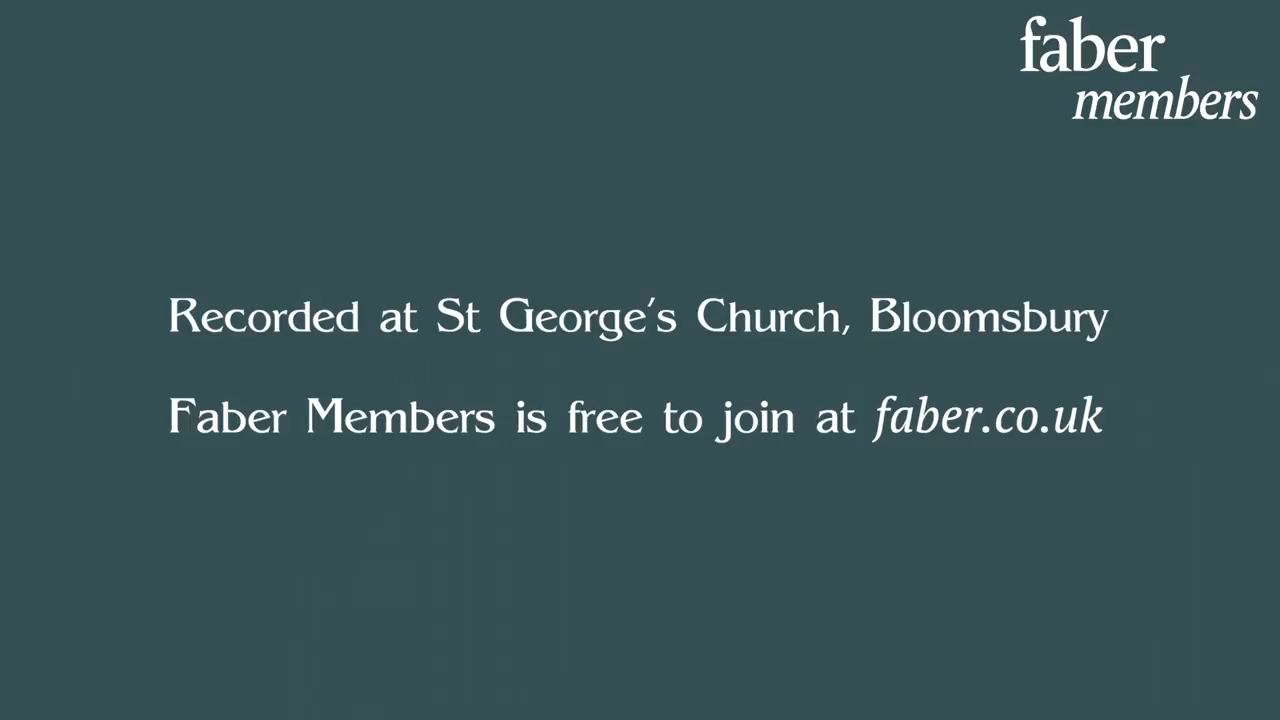 faber
members
Recorded at St George's Church, Bloomsbury
Faber Members is free to join at faber.co.uk